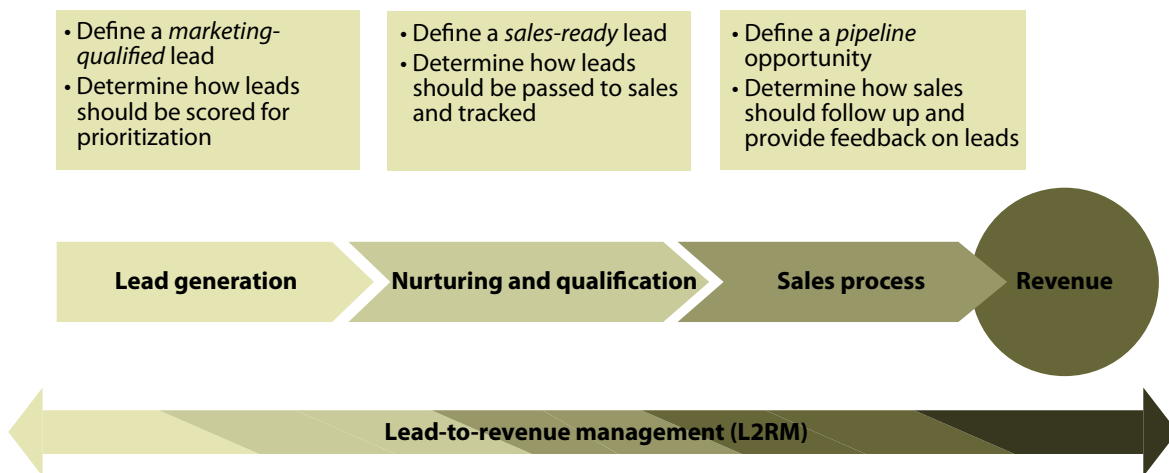 • Define a marketing-
qualified lead
• Determine how leads
should be scored for
prioritization
• Define a sales-ready lead
• Determine how leads
should be passed to sales
and tracked
• Define a pipeline
opportunity
• Determine how sales
should follow up and
provide feedback on leads
Lead generation
Nurturing and qualification
Sales process
Revenue
Lead-to-revenue management (L2RM)